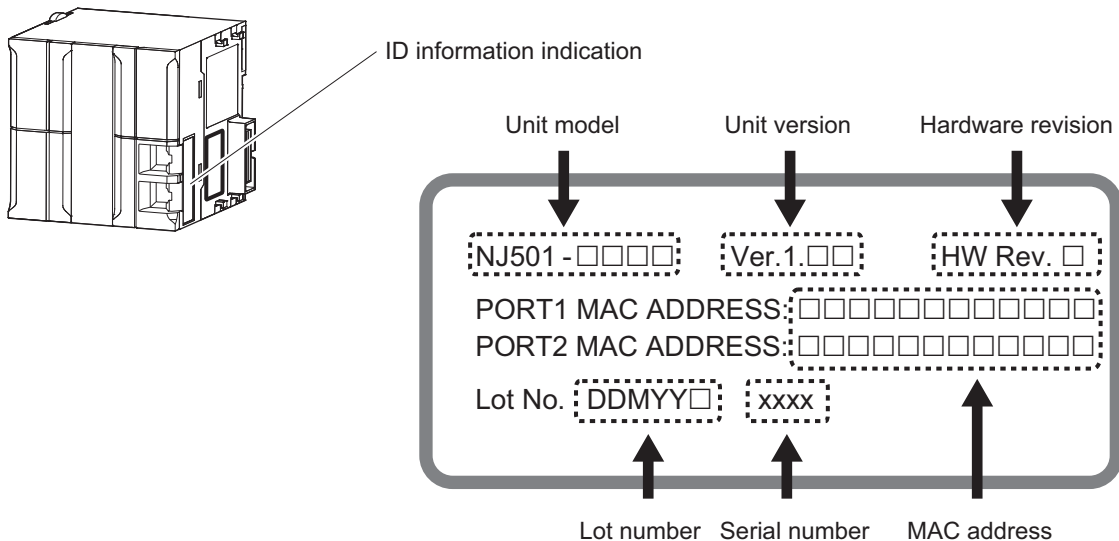 ID information indication
Unit model Unit version Hardware revision
NJ501 - □□□□ Ver.1.□□ HW Rev. □
PORT1 MAC ADDRESS: □□□□□□□□□□□□
PORT2 MAC ADDRESS: □□□□□□□□□□□□
Lot No. DDMYY□ xxxx
Lot number Serial number MAC address